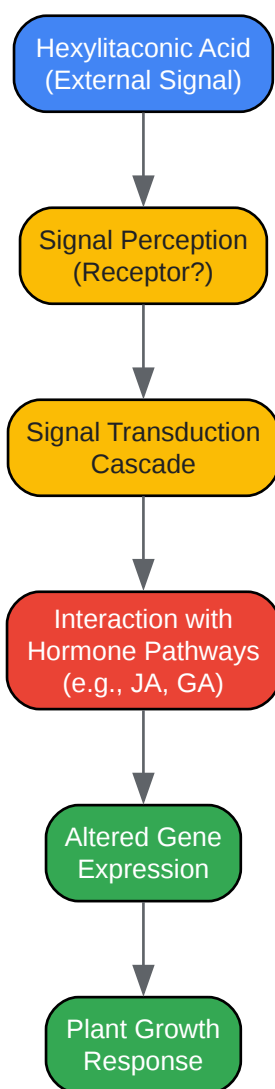 Hexylitaconic Acid
(External Signal)
Signal Perception
(Receptor?)
Signal Transduction
Cascade
Interaction with
Hormone Pathways
(e.g., JA, GA)
Altered Gene
Expression
Plant Growth
Response